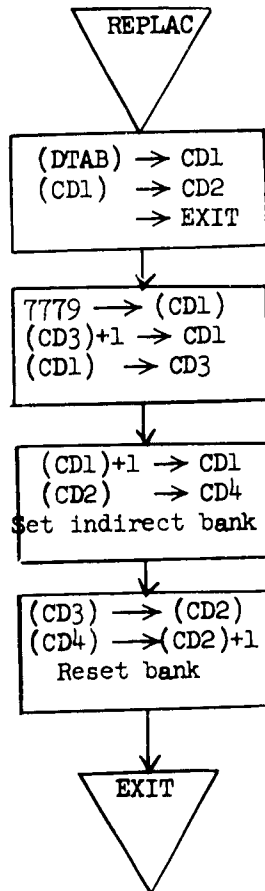 REPLAC
(DTAB) → CD1
(CD1) → CD2
→ EXIT
7779 → (CD1)
(CD3)+1 → CD1
(CD1) → CD3
(CD1)+1 → CD1
(CD2) → CD4
Set indirect bank
(CD3) → (CD2)
(CD4) → (CD2)+1
Reset bank
EXIT